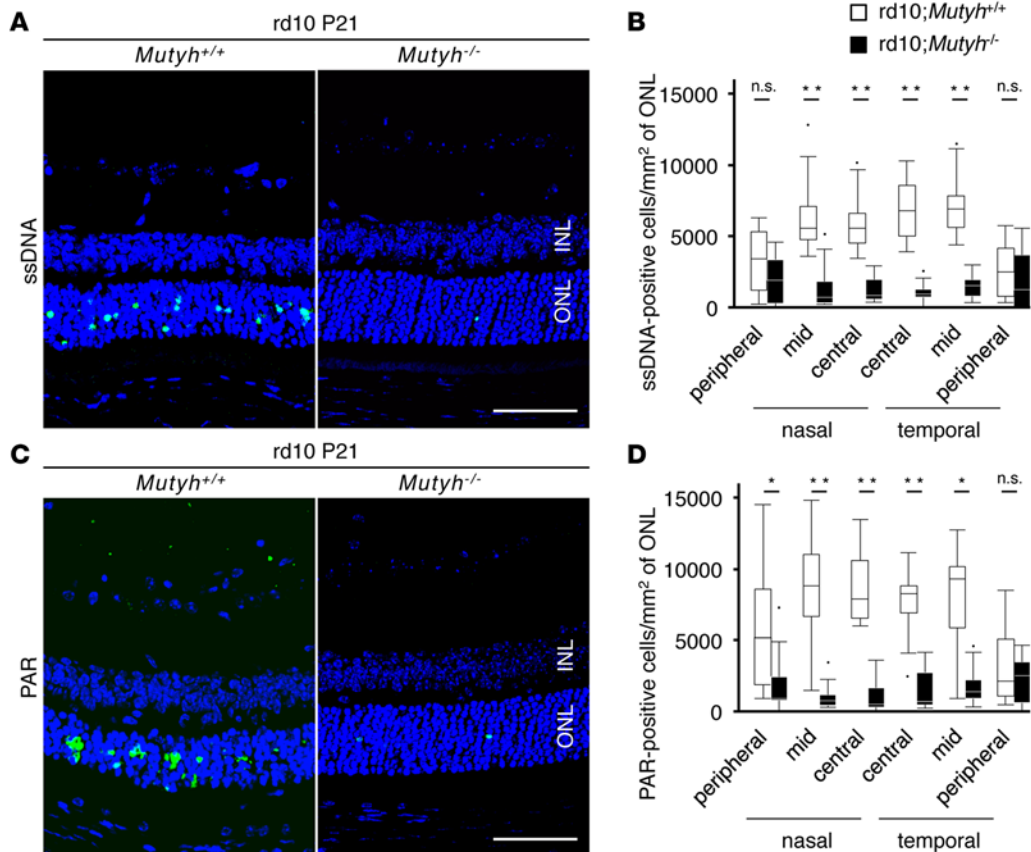 A
rd10 P21
Mutyh+/+ Mutyh-/-
ssDNA
INL
ONL
B
rd10;Mutyh+/+
rd10;Mutyh-/-
ssDNA-positive cells/mm2 of ONL
15000
10000
5000
0
n.s. ** ** ** ** n.s.
peripheral mid central central mid peripheral
nasal temporal
C
rd10 P21
Mutyh+/+ Mutyh-/-
PAR
INL
ONL
D
PAR-positive cells/mm2 of ONL
15000
10000
5000
0
* ** ** ** * n.s.
peripheral mid central central mid peripheral
nasal temporal